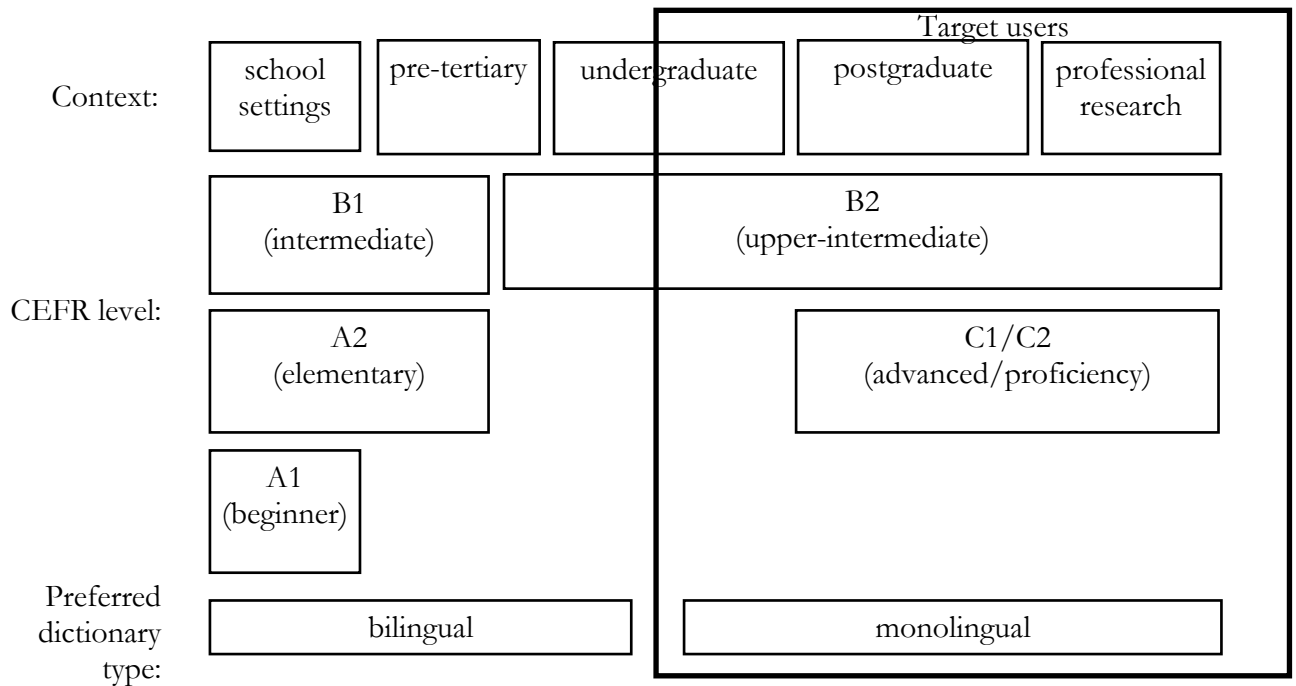 Target users
Context:
school
settings
pre-tertiary
undergraduate
postgraduate
professional
research
B1
(intermediate)
B2
(upper-intermediate)
CEFR level:
A2
(elementary)
C1/C2
(advanced/proficiency)
A1
(beginner)
Preferred
dictionary
type:
bilingual
monolingual